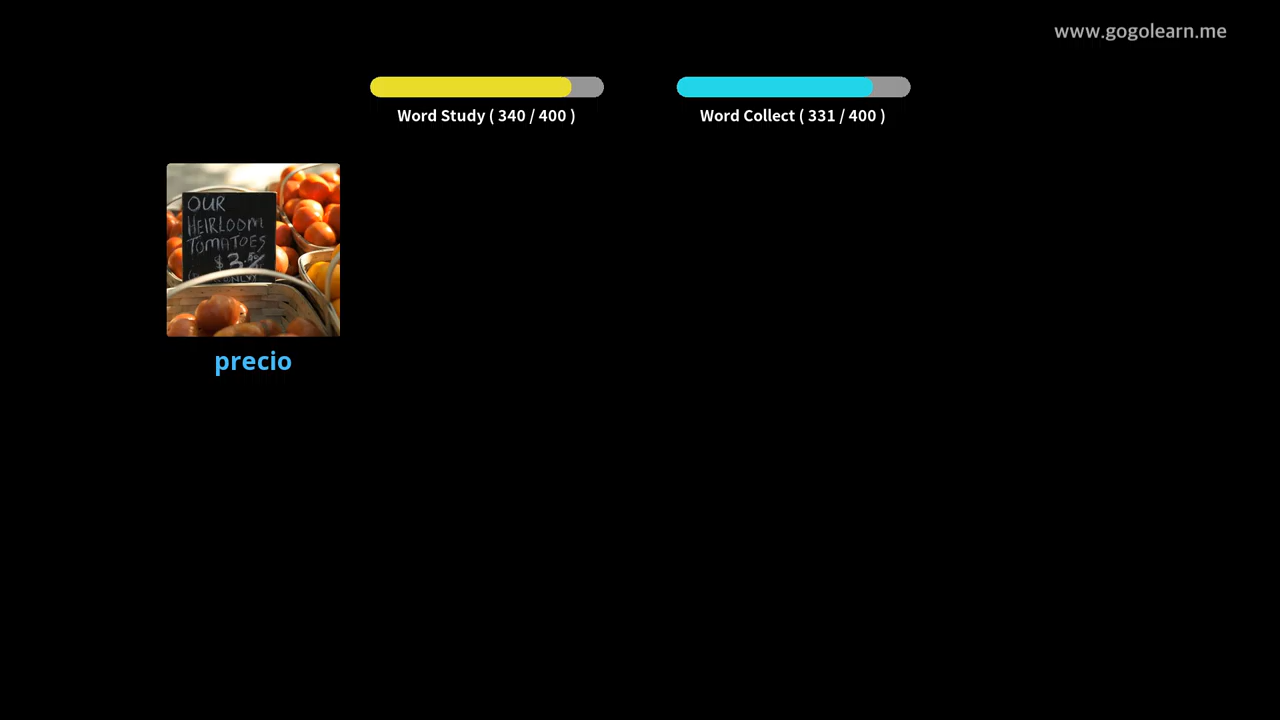 www.gogolearn.me
Word Study ( 340 / 400 )
Word Collect ( 331 / 400 )
OUR
HEIRLOOM
TOMATOES
precio